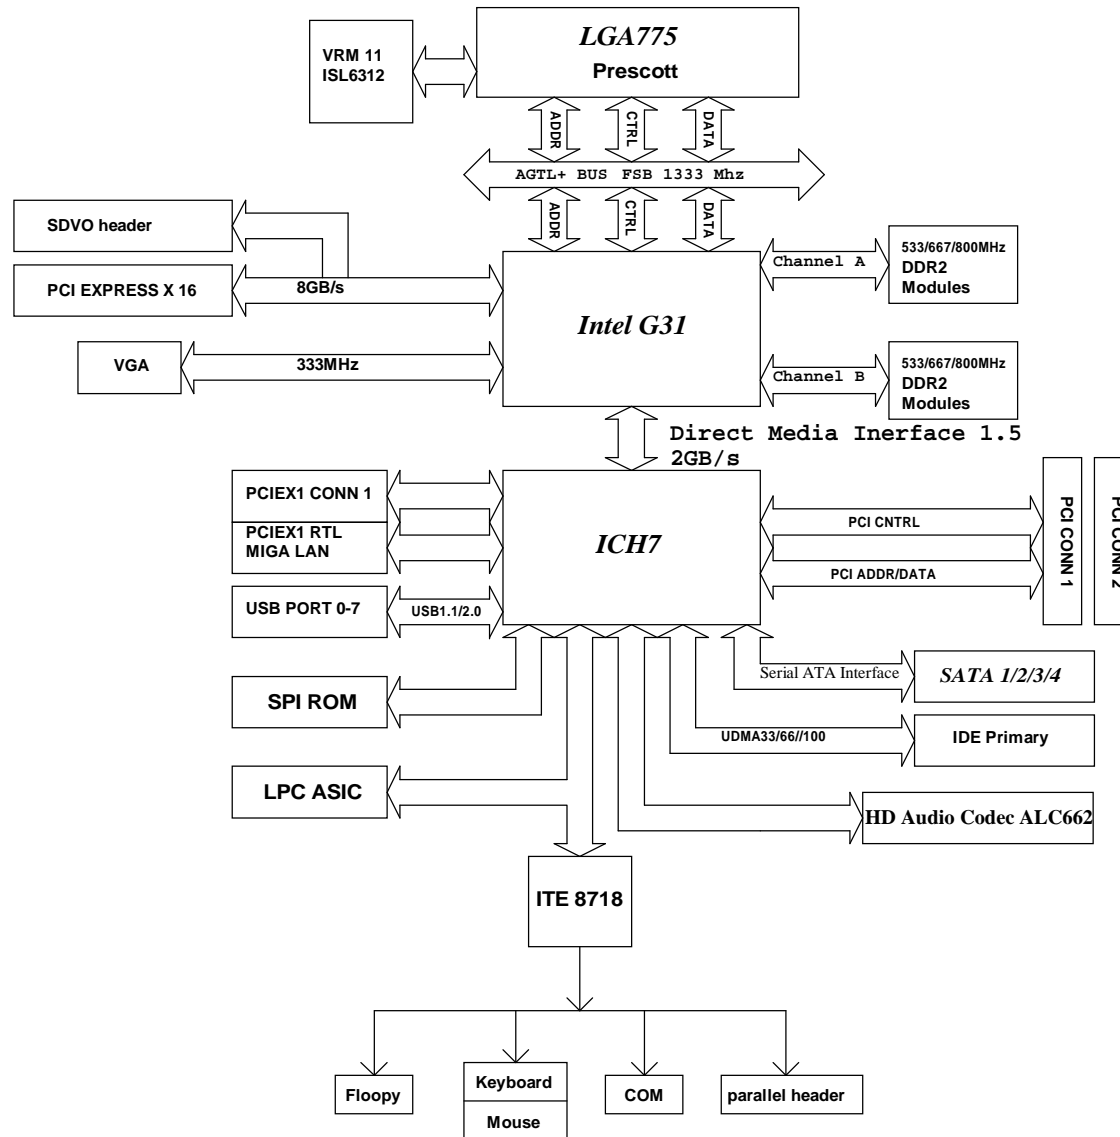 LGA775
Prescott
VRM 11
ISL6312
ADDR
CTRL
DATA
AGTL+ BUS FSB 1333 Mhz
ADDR
CTRL
DATA
SDVO header
PCI EXPRESS X 16
8GB/s
Channel A
533/667/800MHz
DDR2
Modules
Intel G31
VGA
333MHz
Channel B
533/667/800MHz
DDR2
Modules
Direct Media Inerface 1.5
2GB/s
PCIEX1 CONN 1
PCIEX1 RTL
MIGA LAN
ICH7
PCI CNTRL
PCI ADDR/DATA
PCI CONN 1
PCI CONN 2
USB PORT 0-7
USB1.1/2.0
Serial ATA Interface
SATA 1/2/3/4
SPI ROM
UDMA33/66//100
IDE Primary
LPC ASIC
HD Audio Codec ALC662
ITE 8718
Floopy
Keyboard
Mouse
COM
parallel header